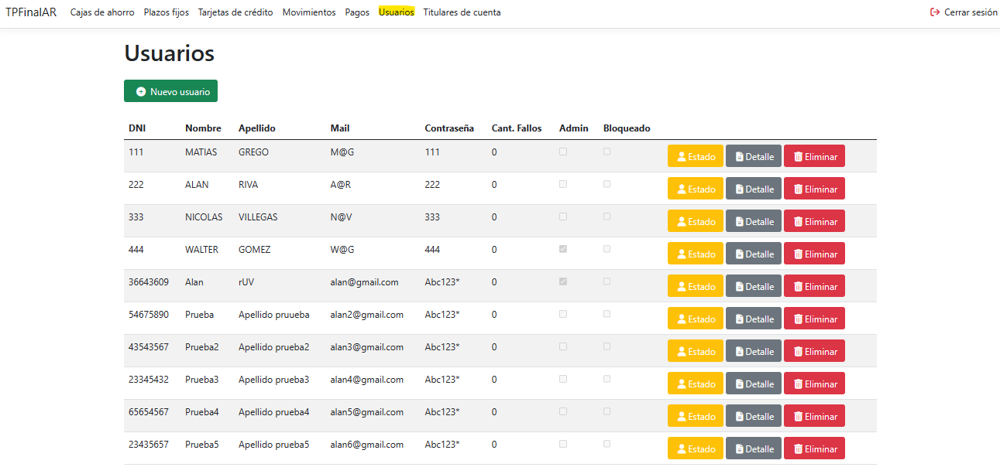 TPFinalAR Cajas de ahorro Plazos fijos Tarjetas de crédito Movimientos Pagos Usuarios Titulares de cuenta Cerrar sesión
Usuarios
Nuevo usuario
DNI Nombre Apellido Mail Contraseña Cant. Fallos Admin Bloqueado
111 MATIAS GREGO M@G 111 0 Estado Detalle Eliminar
222 ALAN RIVA A@R 222 0 Estado Detalle Eliminar
333 NICOLAS VILLEGAS N@V 333 0 Estado Detalle Eliminar
444 WALTER GOMEZ W@G 444 0 Estado Detalle Eliminar
36643609 Alan rUV alan@gmail.com Abc123* 0 Estado Detalle Eliminar
54675890 Prueba Apellido pruueba alan2@gmail.com Abc123* 0 Estado Detalle Eliminar
43543567 Prueba2 Apellido prueba2 alan3@gmail.com Abc123* 0 Estado Detalle Eliminar
23345432 Prueba3 Apellido prueba3 alan4@gmail.com Abc123* 0 Estado Detalle Eliminar
65654567 Prueba4 Apellido prueba4 alan5@gmail.com Abc123* 0 Estado Detalle Eliminar
23435657 Prueba5 Apellido prueba5 alan6@gmail.com Abc123* 0 Estado Detalle Eliminar